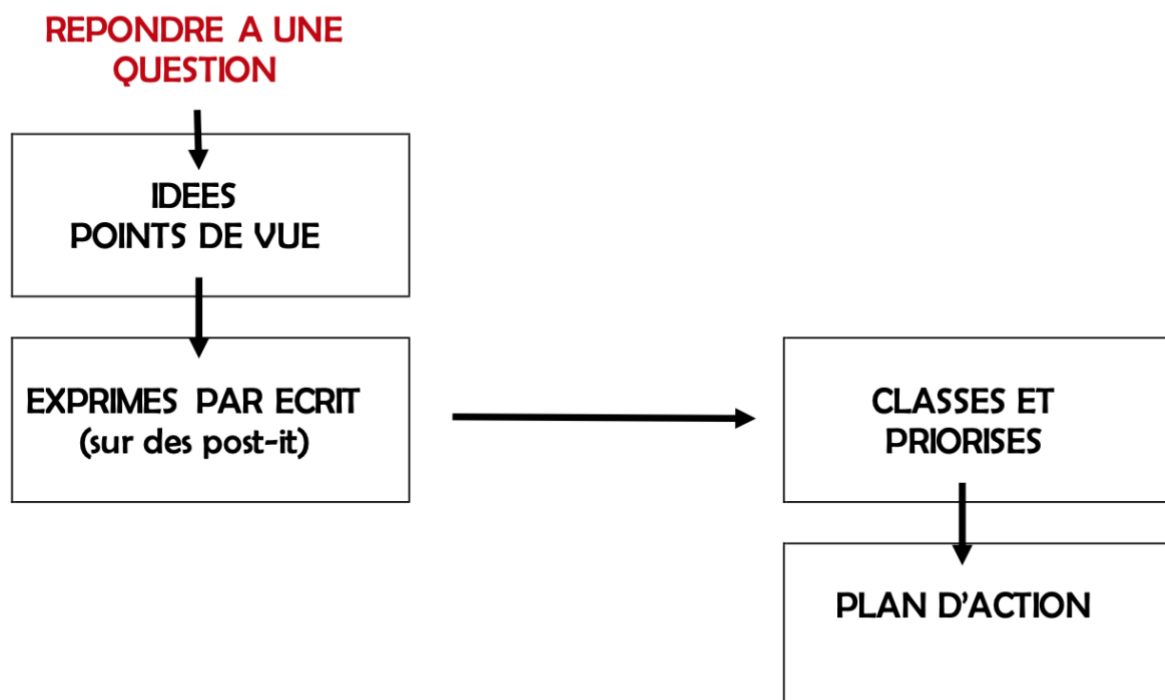 REPONDRE A UNE
QUESTION
IDEES
POINTS DE VUE
EXPRIMES PAR ECRIT
(sur des post-it)
CLASSES ET
PRIORISES
PLAN D'ACTION